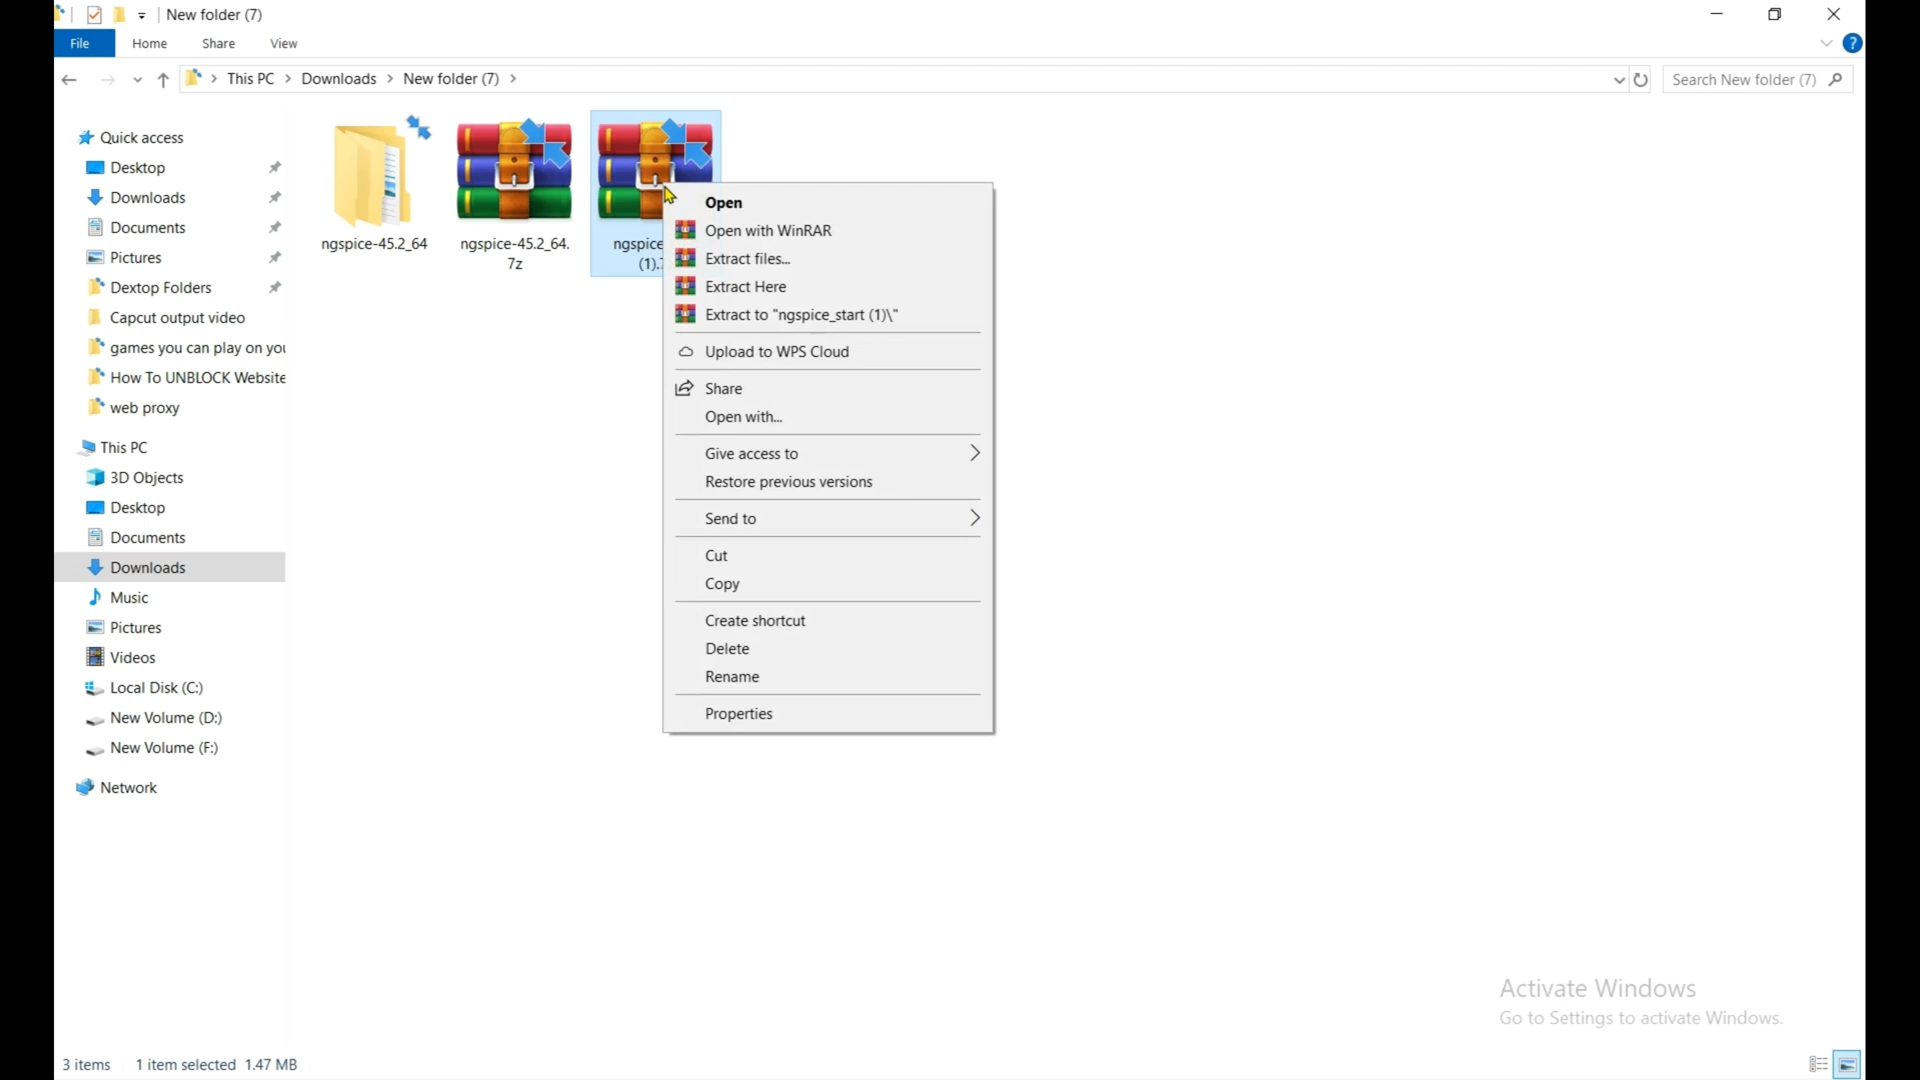 New folder (7)
File Home Share View
?
This PC > Downloads > New folder (7) >
Search New folder (7)
Quick access
Desktop
Downloads
Documents
Pictures
Dextop Folders
Capcut output video
games you can play on you
How To UNBLOCK Website
web proxy
This PC
3D Objects
Desktop
Documents
Downloads
Music
Pictures
Videos
Local Disk (C:)
New Volume (D:)
New Volume (F:)
Network
ngspice-45.2_64
ngspice-45.2_64.
7z
ngspice
(1).7
Open
Open with WinRAR
Extract files...
Extract Here
Extract to "ngspice_start (1)\"
Upload to WPS Cloud
Share
Open with...
Give access to
Restore previous versions
Send to
Cut
Copy
Create shortcut
Delete
Rename
Properties
Activate Windows
Go to Settings to activate Windows.
3 items 1 item selected 1.47 MB